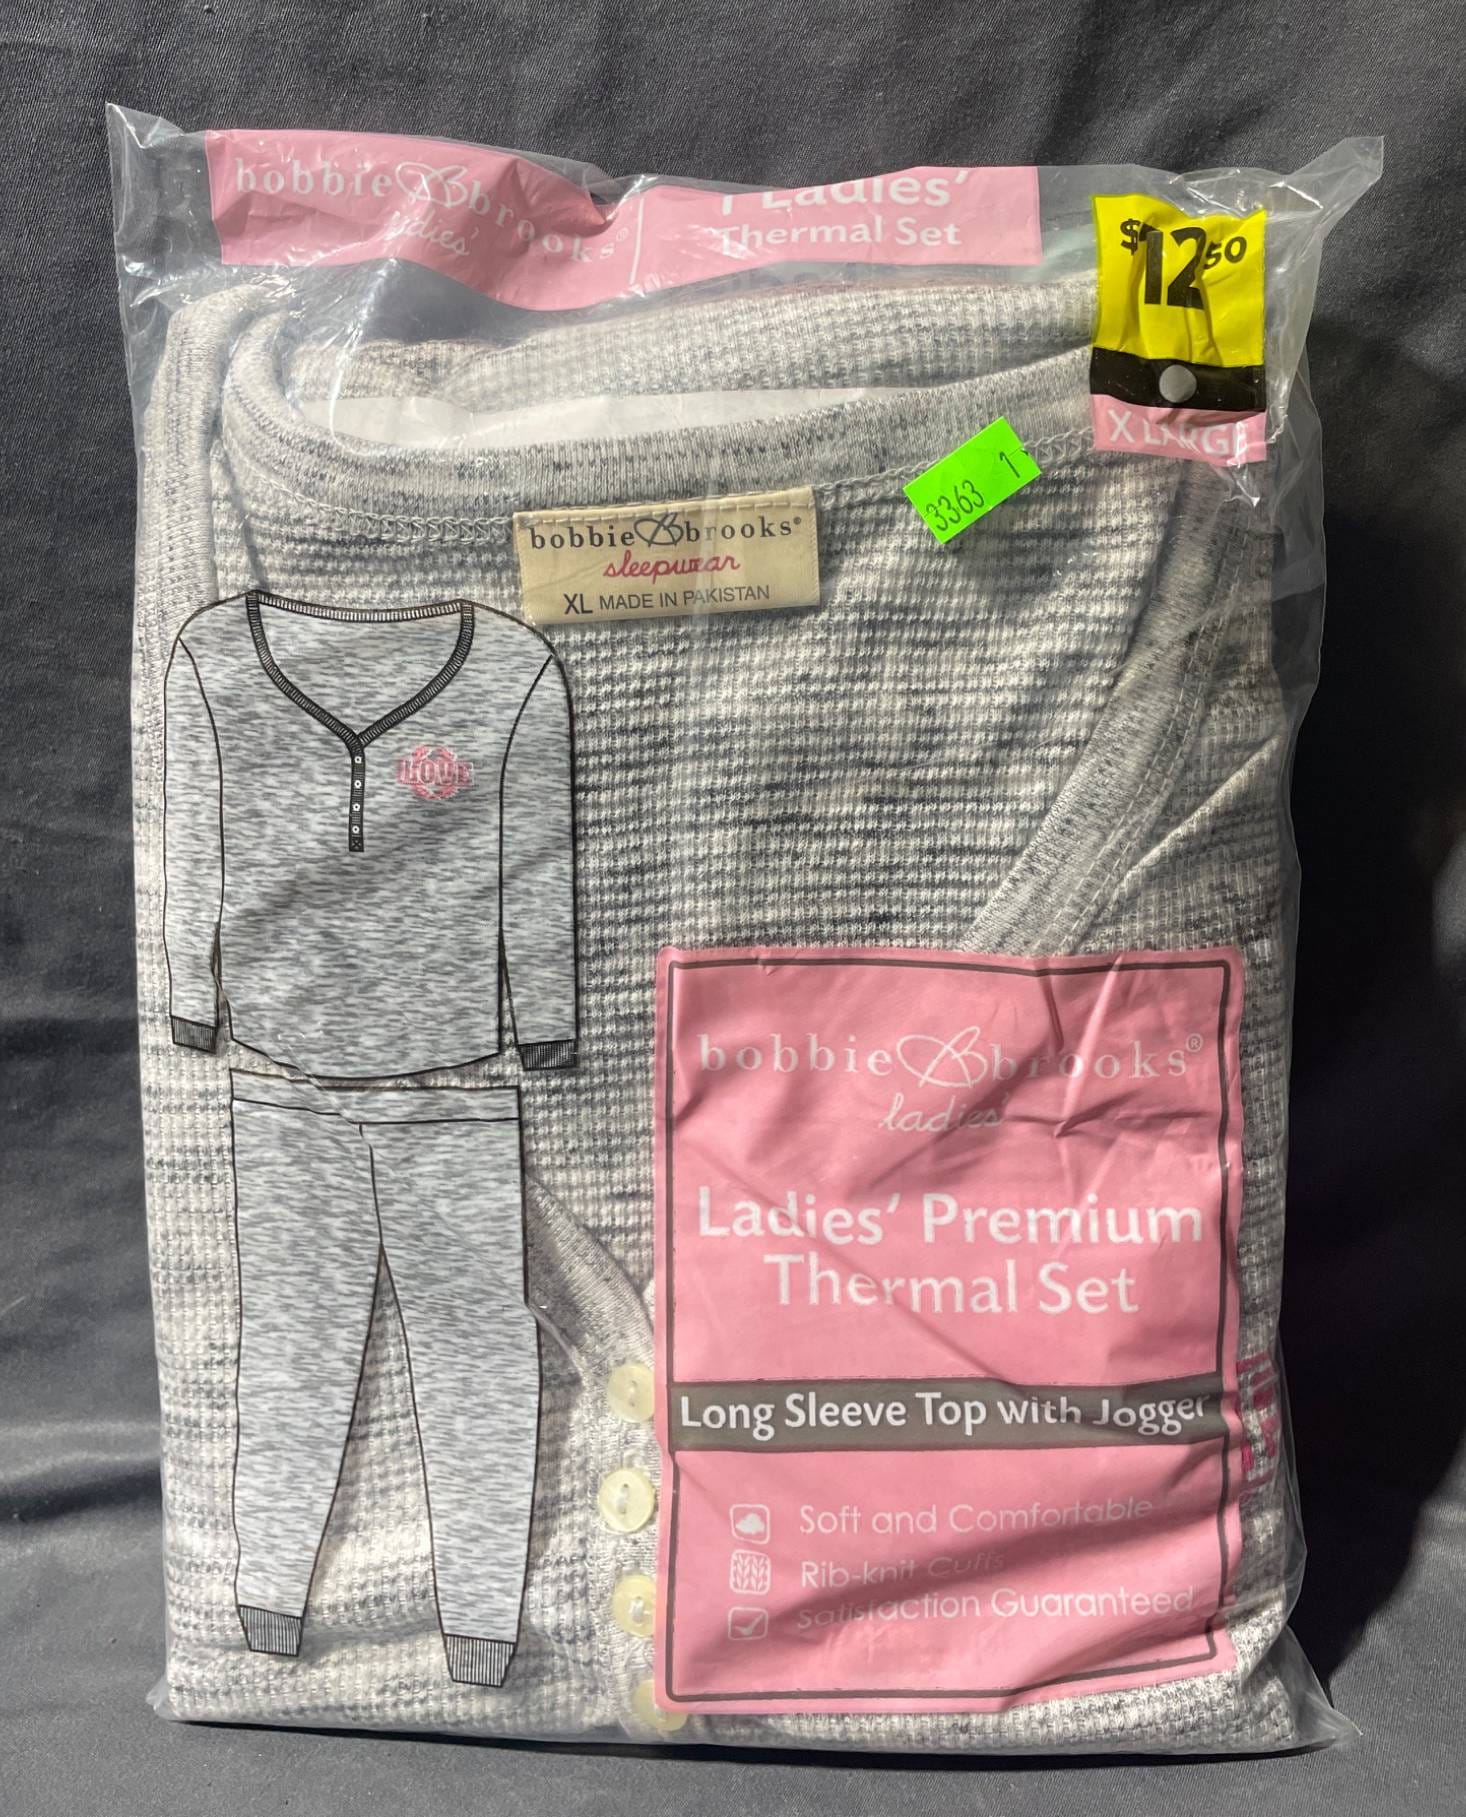 bobbie brooks®
ladies'
1 Ladies'
Thermal Set
$12.50
X LARGE
3363 1
bobbie brooks®
sleepwear
XL MADE IN PAKISTAN
LOVE
bobbie brooks®
ladies'
Ladies' Premium
Thermal Set
Long Sleeve Top with Jogger
Soft and Comfortable
Rib-knit Cuffs
Satisfaction Guaranteed